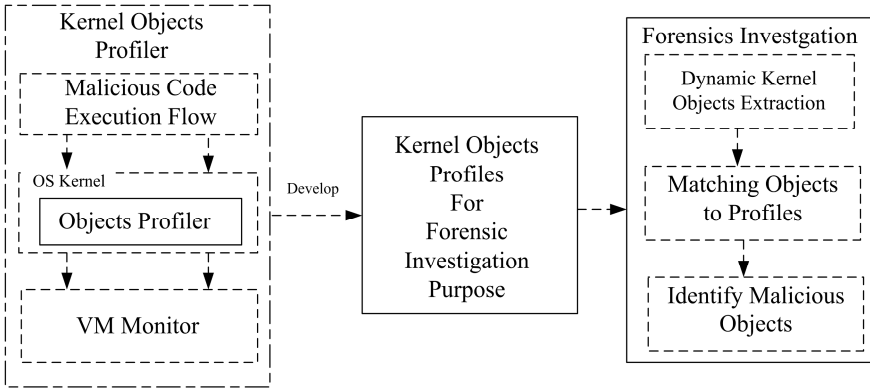 Kernel Objects
Profiler
Malicious Code
Execution Flow
OS Kernel
Objects Profiler
VM Monitor
Develop
Kernel Objects
Profiles
For
Forensic
Investigation
Purpose
Forensics Investgation
Dynamic Kernel
Objects Extraction
Matching Objects
to Profiles
Identify Malicious
Objects